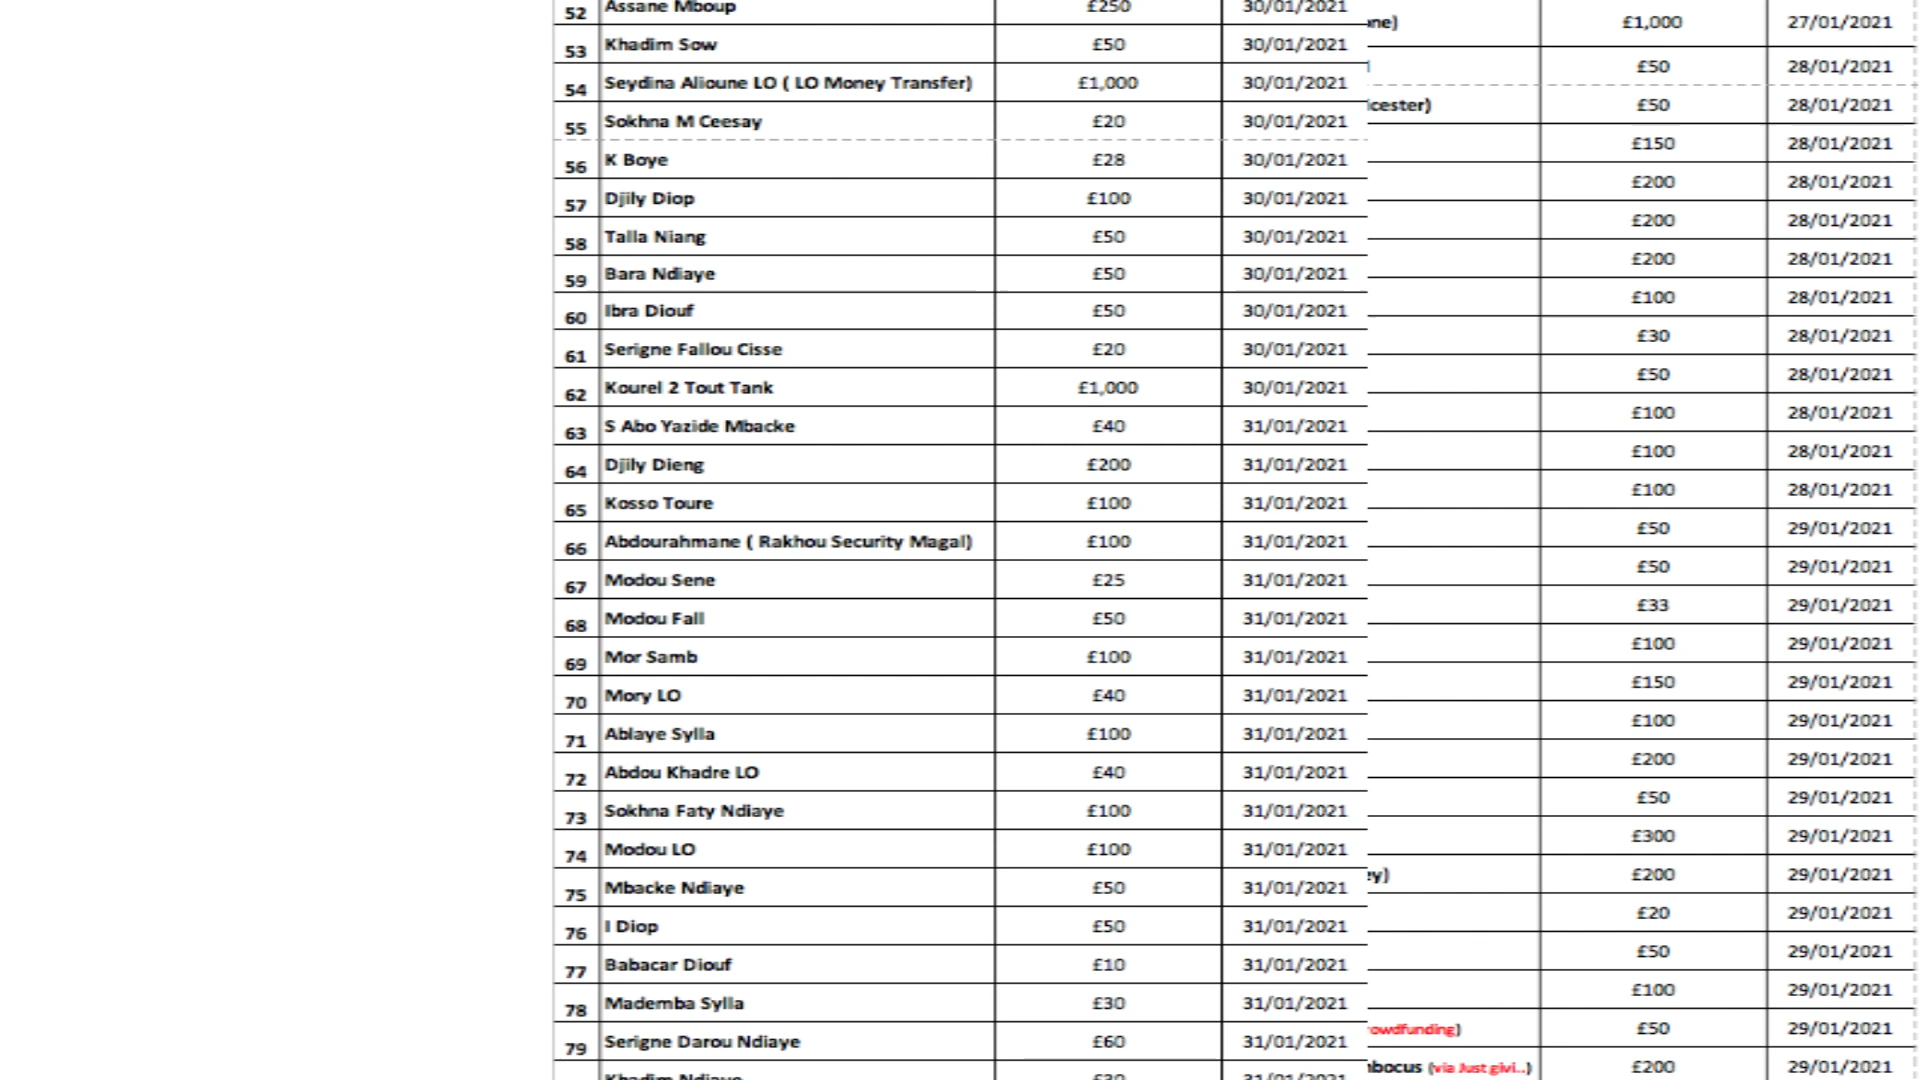 52 Assane Mboup £250 30/01/2021
53 Khadim Sow £50 30/01/2021
54 Seydina Alioune LO ( LO Money Transfer) £1,000 30/01/2021
55 Sokhna M Ceesay £20 30/01/2021
56 K Boye £28 30/01/2021
57 Djily Diop £100 30/01/2021
58 Talla Niang £50 30/01/2021
59 Bara Ndiaye £50 30/01/2021
60 Ibra Diouf £50 30/01/2021
61 Serigne Fallou Cisse £20 30/01/2021
62 Kourel 2 Tout Tank £1,000 30/01/2021
63 S Abo Yazide Mbacke £40 31/01/2021
64 Djily Dieng £200 31/01/2021
65 Kosso Toure £100 31/01/2021
66 Abdourahmane ( Rakhou Security Magal) £100 31/01/2021
67 Modou Sene £25 31/01/2021
68 Modou Fall £50 31/01/2021
69 Mor Samb £100 31/01/2021
70 Mory LO £40 31/01/2021
71 Ablaye Sylla £100 31/01/2021
72 Abdou Khadre LO £40 31/01/2021
73 Sokhna Faty Ndiaye £100 31/01/2021
74 Modou LO £100 31/01/2021
75 Mbacke Ndiaye £50 31/01/2021
76 I Diop £50 31/01/2021
77 Babacar Diouf £10 31/01/2021
78 Mademba Sylla £30 31/01/2021
79 Serigne Darou Ndiaye £60 31/01/2021
Khadim Ndiaye £30 31/01/2021
ne) £1,000 27/01/2021
£50 28/01/2021
icester) £50 28/01/2021
£150 28/01/2021
£200 28/01/2021
£200 28/01/2021
£200 28/01/2021
£100 28/01/2021
£30 28/01/2021
£50 28/01/2021
£100 28/01/2021
£100 28/01/2021
£100 28/01/2021
£50 29/01/2021
£50 29/01/2021
£33 29/01/2021
£100 29/01/2021
£150 29/01/2021
£100 29/01/2021
£200 29/01/2021
£50 29/01/2021
£300 29/01/2021
ey) £200 29/01/2021
£20 29/01/2021
£50 29/01/2021
£100 29/01/2021
owdfunding) £50 29/01/2021
bocus (via Just givi..) £200 29/01/2021